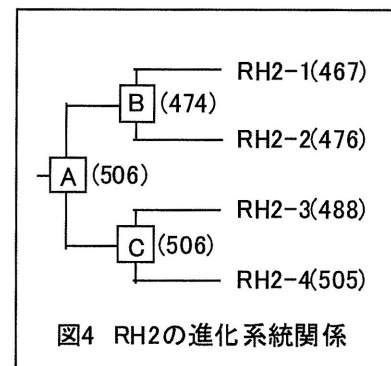 RH2-1(467)
B (474)
RH2-2(476)
A (506)
RH2-3(488)
C (506)
RH2-4(505)
図4 RH2の進化系統関係